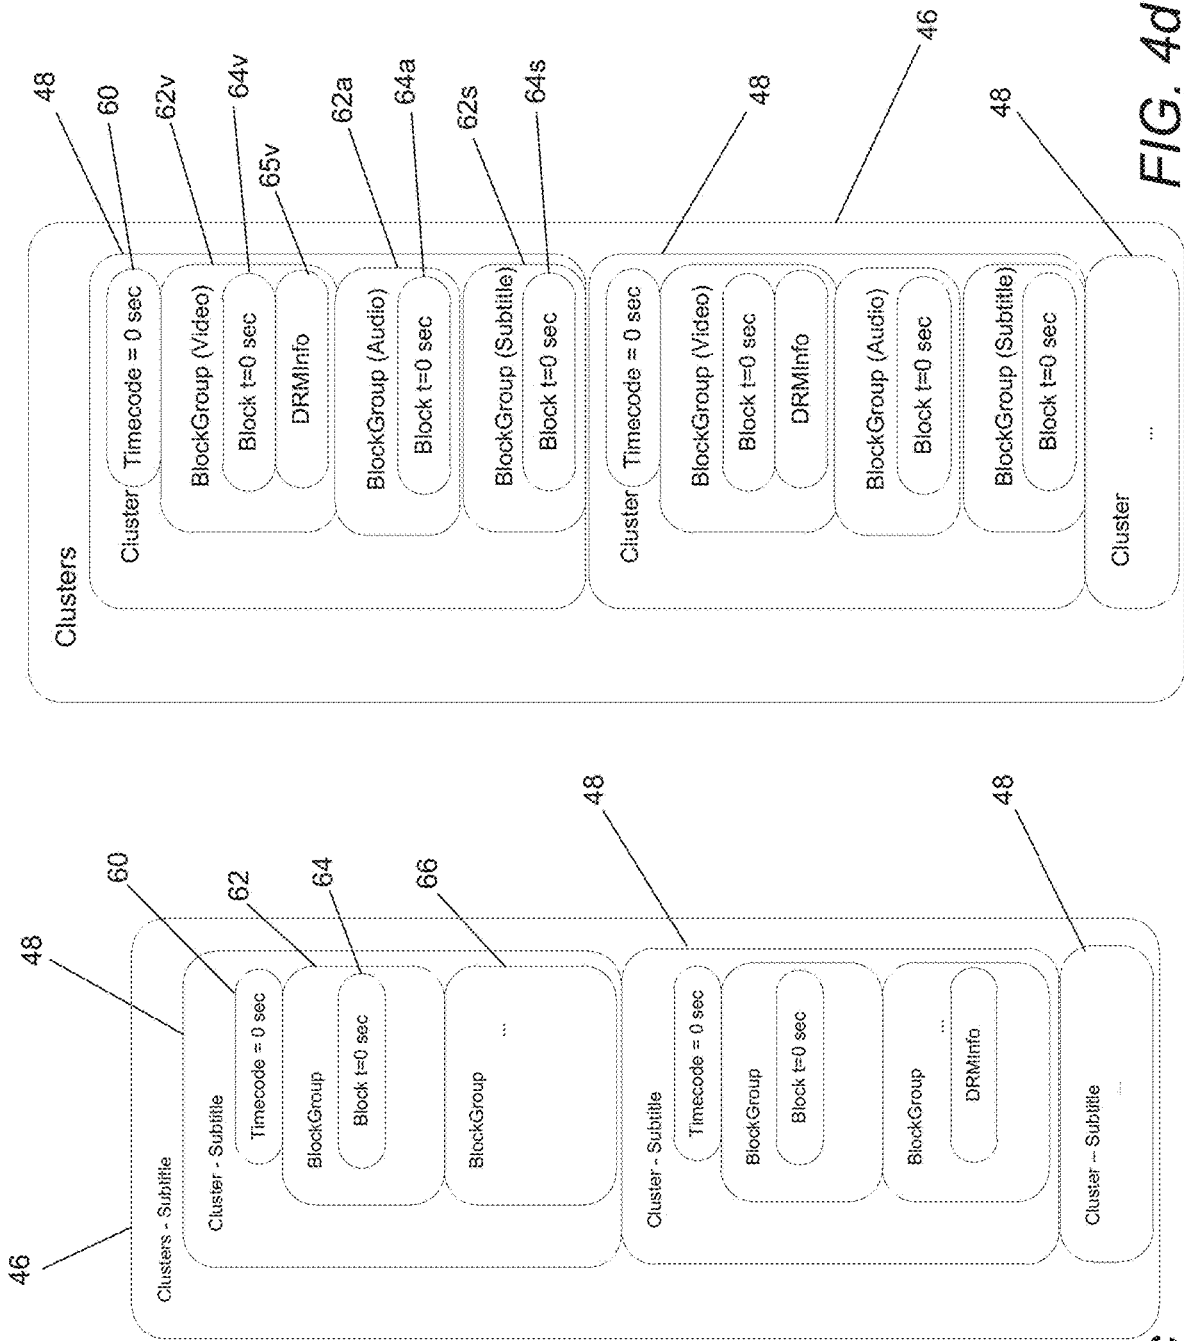 Clusters
Cluster
Timecode = 0 sec
BlockGroup (Video)
Block t=0 sec
DRMInfo
BlockGroup (Audio)
Block t=0 sec
BlockGroup (Subtitle)
Block t=0 sec
Cluster
Timecode = 0 sec
BlockGroup (Video)
Block t=0 sec
DRMInfo
BlockGroup (Audio)
Block t=0 sec
BlockGroup (Subtitle)
Block t=0 sec
Cluster
...
48
60
62v
64v
65v
62a
64a
62s
64s
48
46
48
FIG. 4d
Clusters - Subtitle
Cluster - Subtitle
Timecode = 0 sec
BlockGroup
Block t=0 sec
BlockGroup
...
Cluster - Subtitle
Timecode = 0 sec
BlockGroup
Block t=0 sec
BlockGroup
...
DRMInfo
Cluster – Subtitle
...
46
48
60
62
64
66
48
48